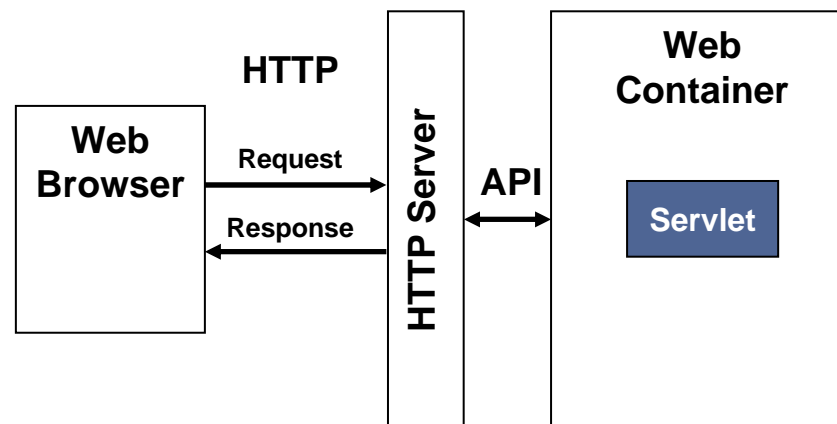 Web
Browser
HTTP
Request
Response
HTTP Server
API
Web
Container
Servlet